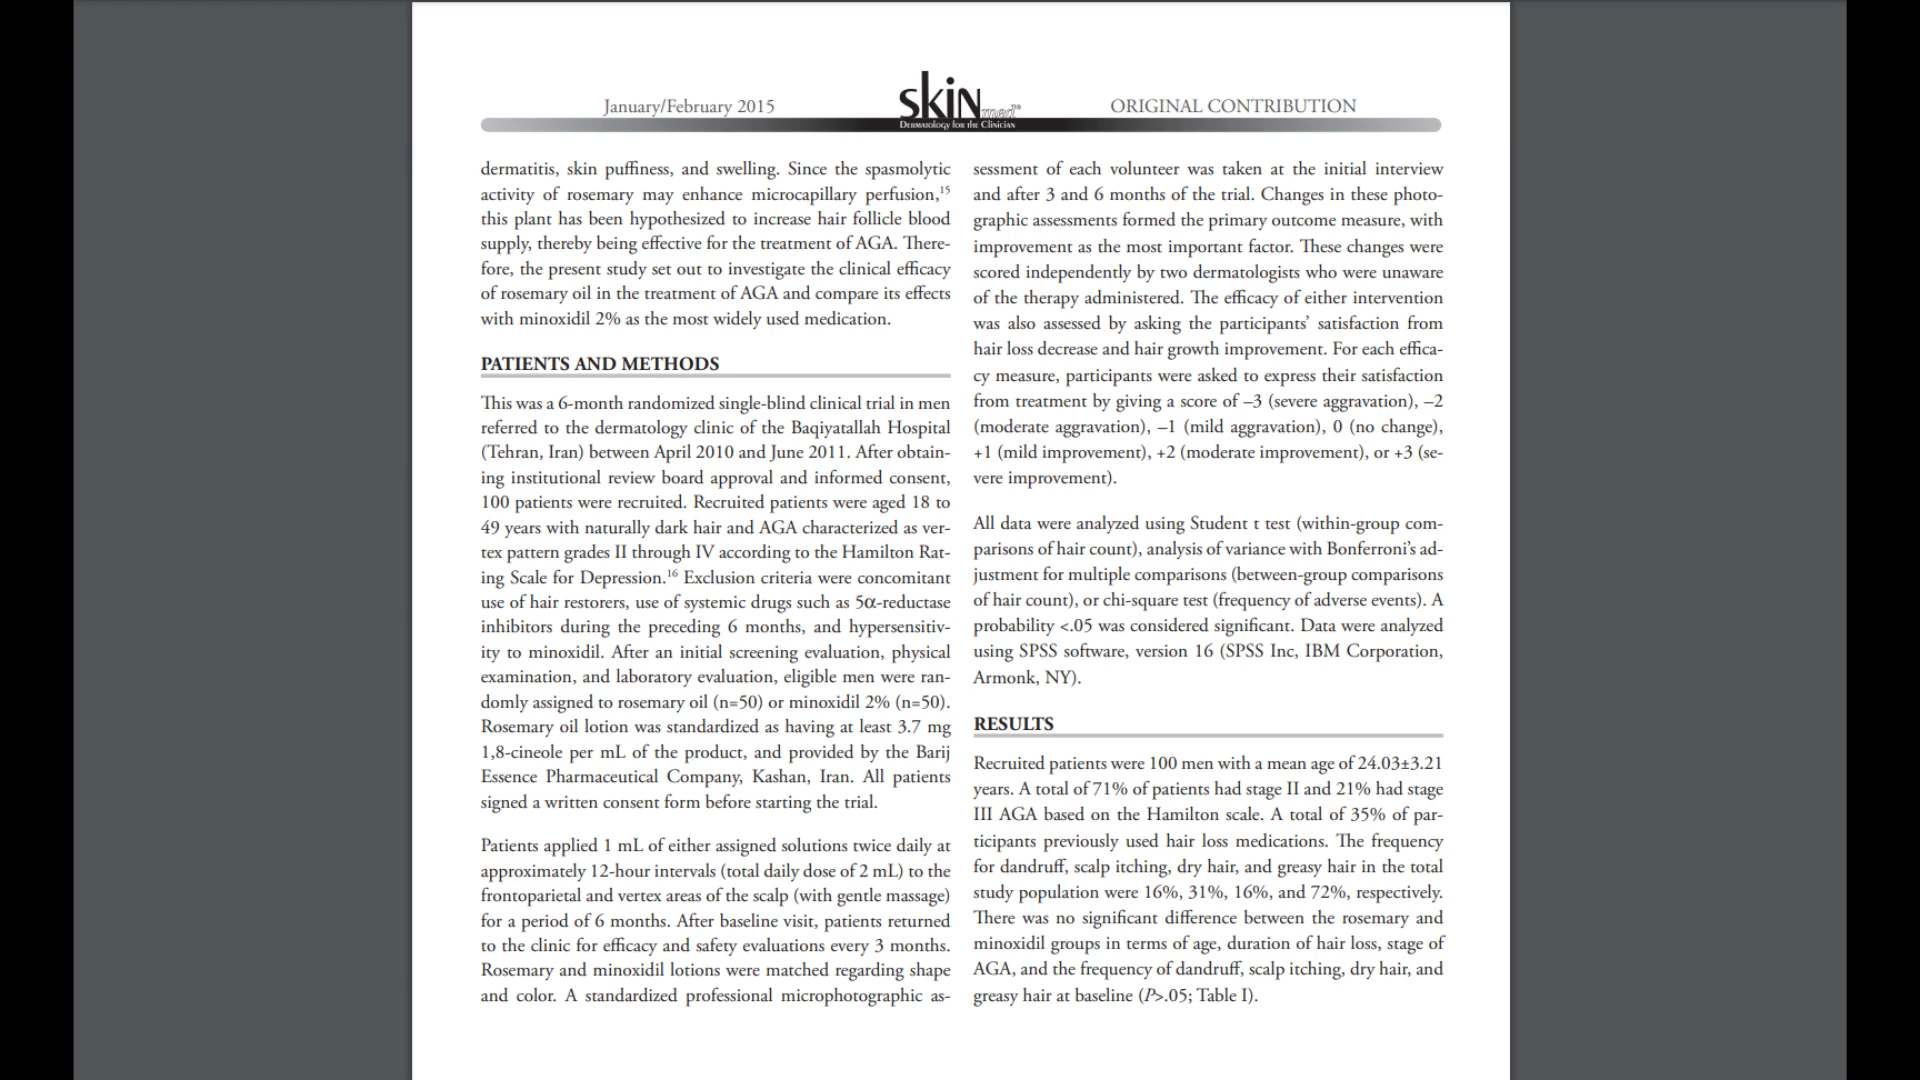 January/February 2015
skiN med®
Dermatology for the Clinician
ORIGINAL CONTRIBUTION
dermatitis, skin puffiness, and swelling. Since the spasmolytic
activity of rosemary may enhance microcapillary perfusion,15
this plant has been hypothesized to increase hair follicle blood
supply, thereby being effective for the treatment of AGA. There-
fore, the present study set out to investigate the clinical efficacy
of rosemary oil in the treatment of AGA and compare its effects
with minoxidil 2% as the most widely used medication.
PATIENTS AND METHODS
This was a 6-month randomized single-blind clinical trial in men
referred to the dermatology clinic of the Baqiyatallah Hospital
(Tehran, Iran) between April 2010 and June 2011. After obtain-
ing institutional review board approval and informed consent,
100 patients were recruited. Recruited patients were aged 18 to
49 years with naturally dark hair and AGA characterized as ver-
tex pattern grades II through IV according to the Hamilton Rat-
ing Scale for Depression.16 Exclusion criteria were concomitant
use of hair restorers, use of systemic drugs such as 5α-reductase
inhibitors during the preceding 6 months, and hypersensitiv-
ity to minoxidil. After an initial screening evaluation, physical
examination, and laboratory evaluation, eligible men were ran-
domly assigned to rosemary oil (n=50) or minoxidil 2% (n=50).
Rosemary oil lotion was standardized as having at least 3.7 mg
1,8-cineole per mL of the product, and provided by the Barij
Essence Pharmaceutical Company, Kashan, Iran. All patients
signed a written consent form before starting the trial.
Patients applied 1 mL of either assigned solutions twice daily at
approximately 12-hour intervals (total daily dose of 2 mL) to the
frontoparietal and vertex areas of the scalp (with gentle massage)
for a period of 6 months. After baseline visit, patients returned
to the clinic for efficacy and safety evaluations every 3 months.
Rosemary and minoxidil lotions were matched regarding shape
and color. A standardized professional microphotographic as-
sessment of each volunteer was taken at the initial interview
and after 3 and 6 months of the trial. Changes in these photo-
graphic assessments formed the primary outcome measure, with
improvement as the most important factor. These changes were
scored independently by two dermatologists who were unaware
of the therapy administered. The efficacy of either intervention
was also assessed by asking the participants’ satisfaction from
hair loss decrease and hair growth improvement. For each effica-
cy measure, participants were asked to express their satisfaction
from treatment by giving a score of –3 (severe aggravation), –2
(moderate aggravation), –1 (mild aggravation), 0 (no change),
+1 (mild improvement), +2 (moderate improvement), or +3 (se-
vere improvement).
All data were analyzed using Student t test (within-group com-
parisons of hair count), analysis of variance with Bonferroni’s ad-
justment for multiple comparisons (between-group comparisons
of hair count), or chi-square test (frequency of adverse events). A
probability <.05 was considered significant. Data were analyzed
using SPSS software, version 16 (SPSS Inc, IBM Corporation,
Armonk, NY).
RESULTS
Recruited patients were 100 men with a mean age of 24.03±3.21
years. A total of 71% of patients had stage II and 21% had stage
III AGA based on the Hamilton scale. A total of 35% of par-
ticipants previously used hair loss medications. The frequency
for dandruff, scalp itching, dry hair, and greasy hair in the total
study population were 16%, 31%, 16%, and 72%, respectively.
There was no significant difference between the rosemary and
minoxidil groups in terms of age, duration of hair loss, stage of
AGA, and the frequency of dandruff, scalp itching, dry hair, and
greasy hair at baseline (P>.05; Table I).